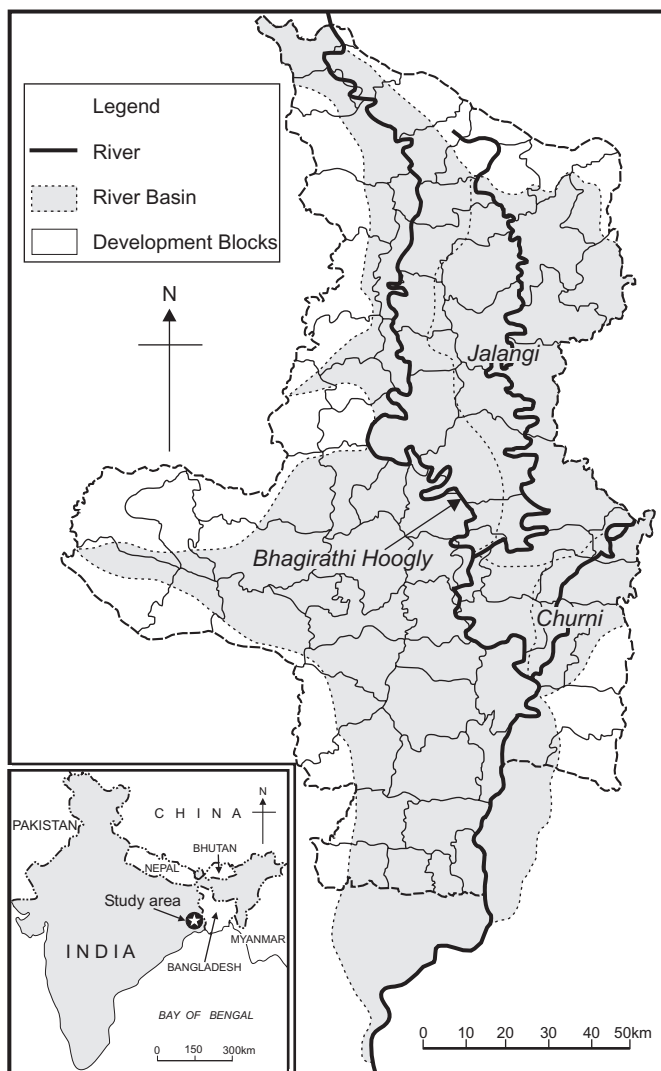 Legend
River
River Basin
Development Blocks
N
Jalangi
Bhagirathi Hoogly
Churni
N
CHINA
PAKISTAN
BHUTAN
NEPAL
Study area
INDIA
MYANMAR
BANGLADESH
BAY OF BENGAL
0 150 300km
0 10 20 30 40 50km